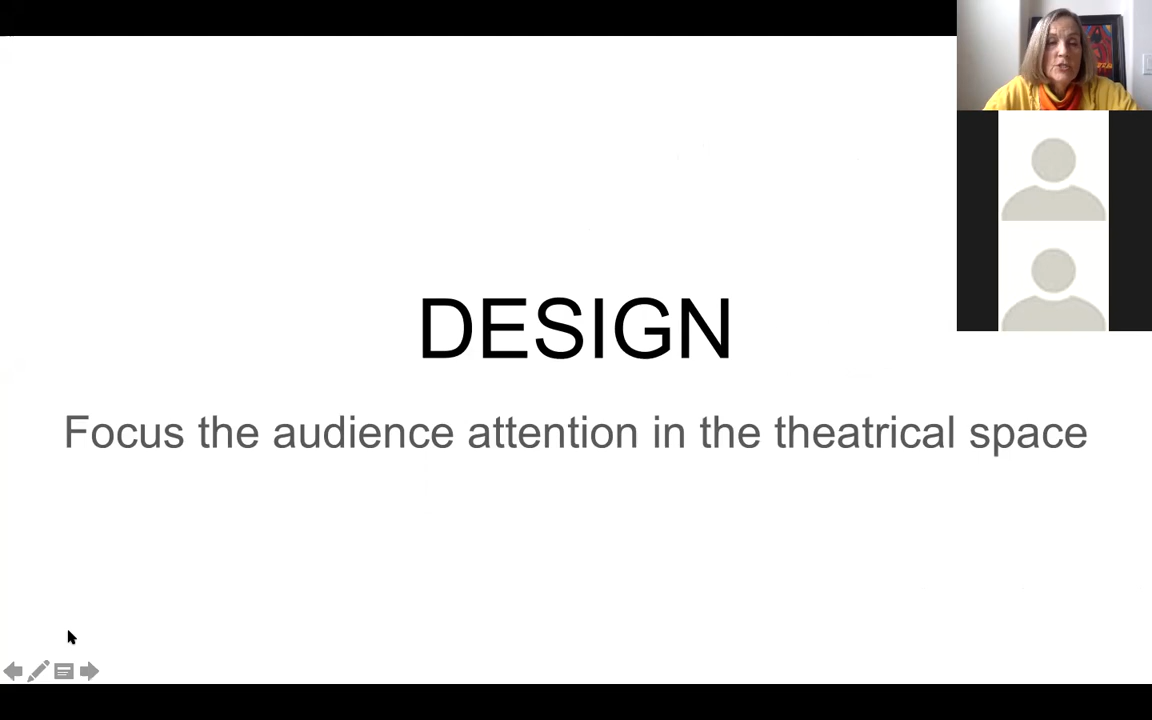 DESIGN
Focus the audience attention in the theatrical space